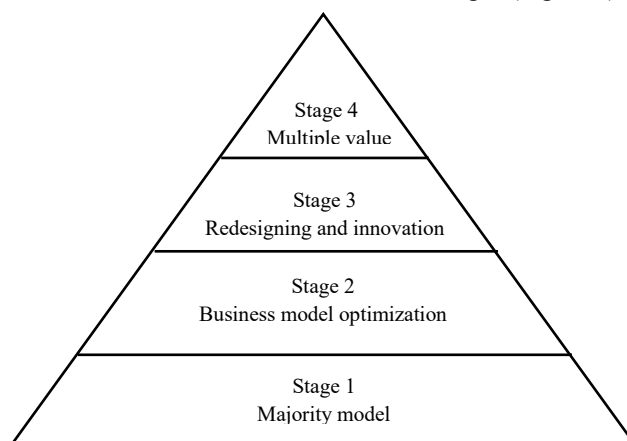 Stage 4
Multiple value
Stage 3
Redesigning and innovation
Stage 2
Business model optimization
Stage 1
Majority model